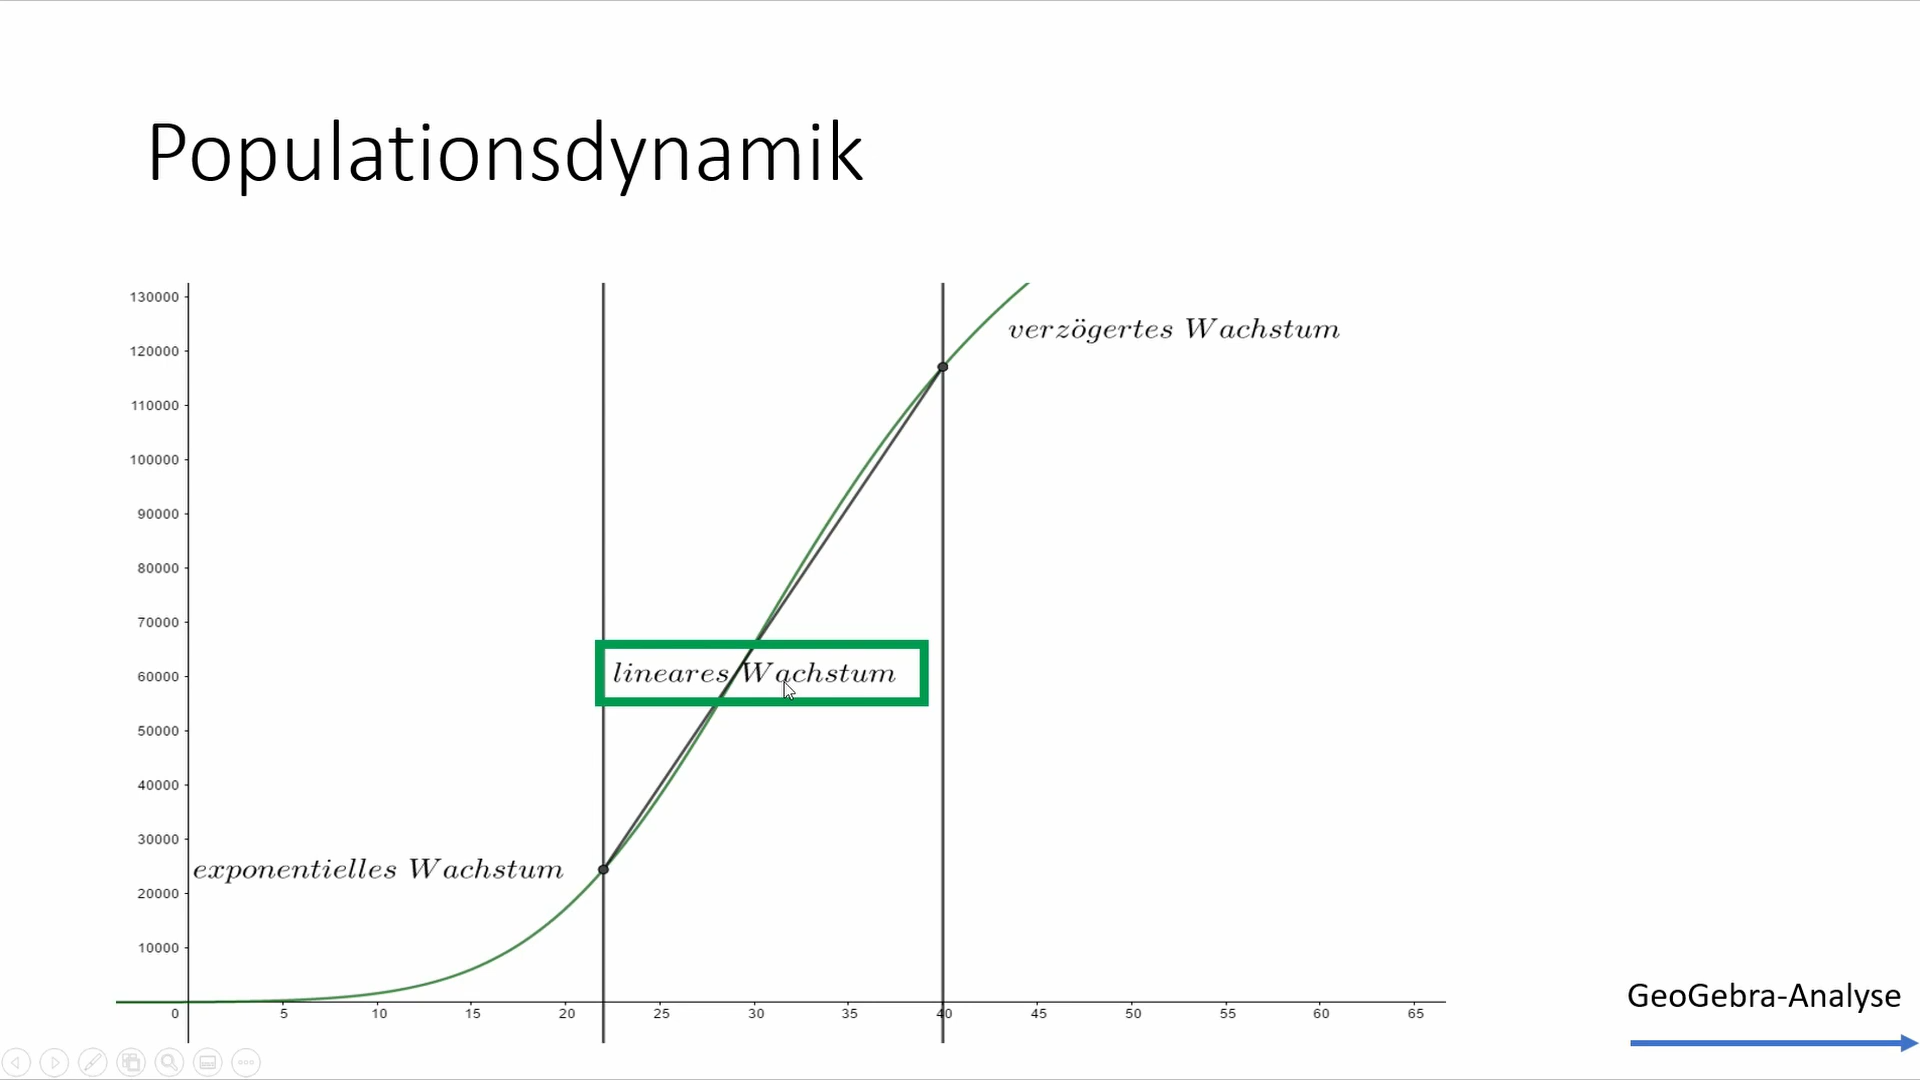 Populationsdynamik
130000
120000
110000
100000
90000
80000
70000
60000
50000
40000
30000
20000
10000
verzögertes Wachstum
lineares Wachstum
exponentielles Wachstum
0 5 10 15 20 25 30 35 40 45 50 55 60 65
GeoGebra-Analyse